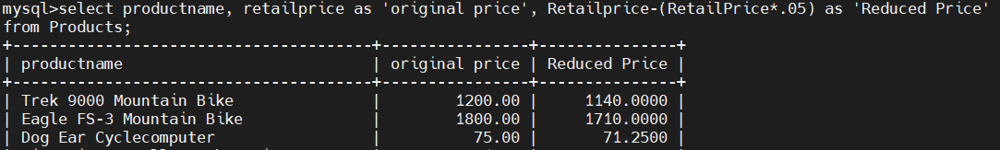 mysql>select productname, retailprice as 'original price', Retailprice-(RetailPrice*.05) as 'Reduced Price'
from Products;
+---------------------------------------+----------------+---------------+
| productname | original price | Reduced Price |
+---------------------------------------+----------------+---------------+
| Trek 9000 Mountain Bike | 1200.00 | 1140.0000 |
| Eagle FS-3 Mountain Bike | 1800.00 | 1710.0000 |
| Dog Ear Cyclecomputer | 75.00 | 71.2500 |